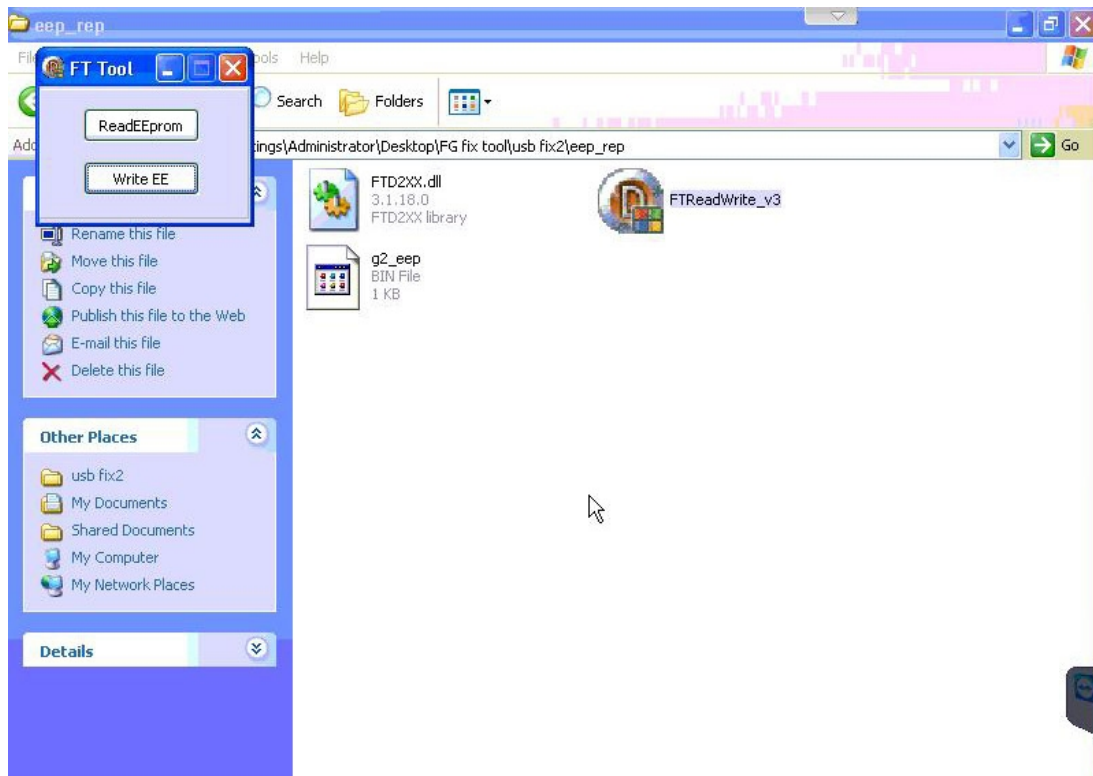 eep_rep
FT Tool
ools Help
ReadEEprom
Write EE
Search Folders
Add
ings\Administrator\Desktop\FG fix tool\usb fix2\eep_rep
Go
FTD2XX.dll
3.1.18.0
FTD2XX library
FTReadWrite_v3
g2_eep
BIN File
1 KB
Rename this file
Move this file
Copy this file
Publish this file to the Web
E-mail this file
Delete this file
Other Places
usb fix2
My Documents
Shared Documents
My Computer
My Network Places
Details